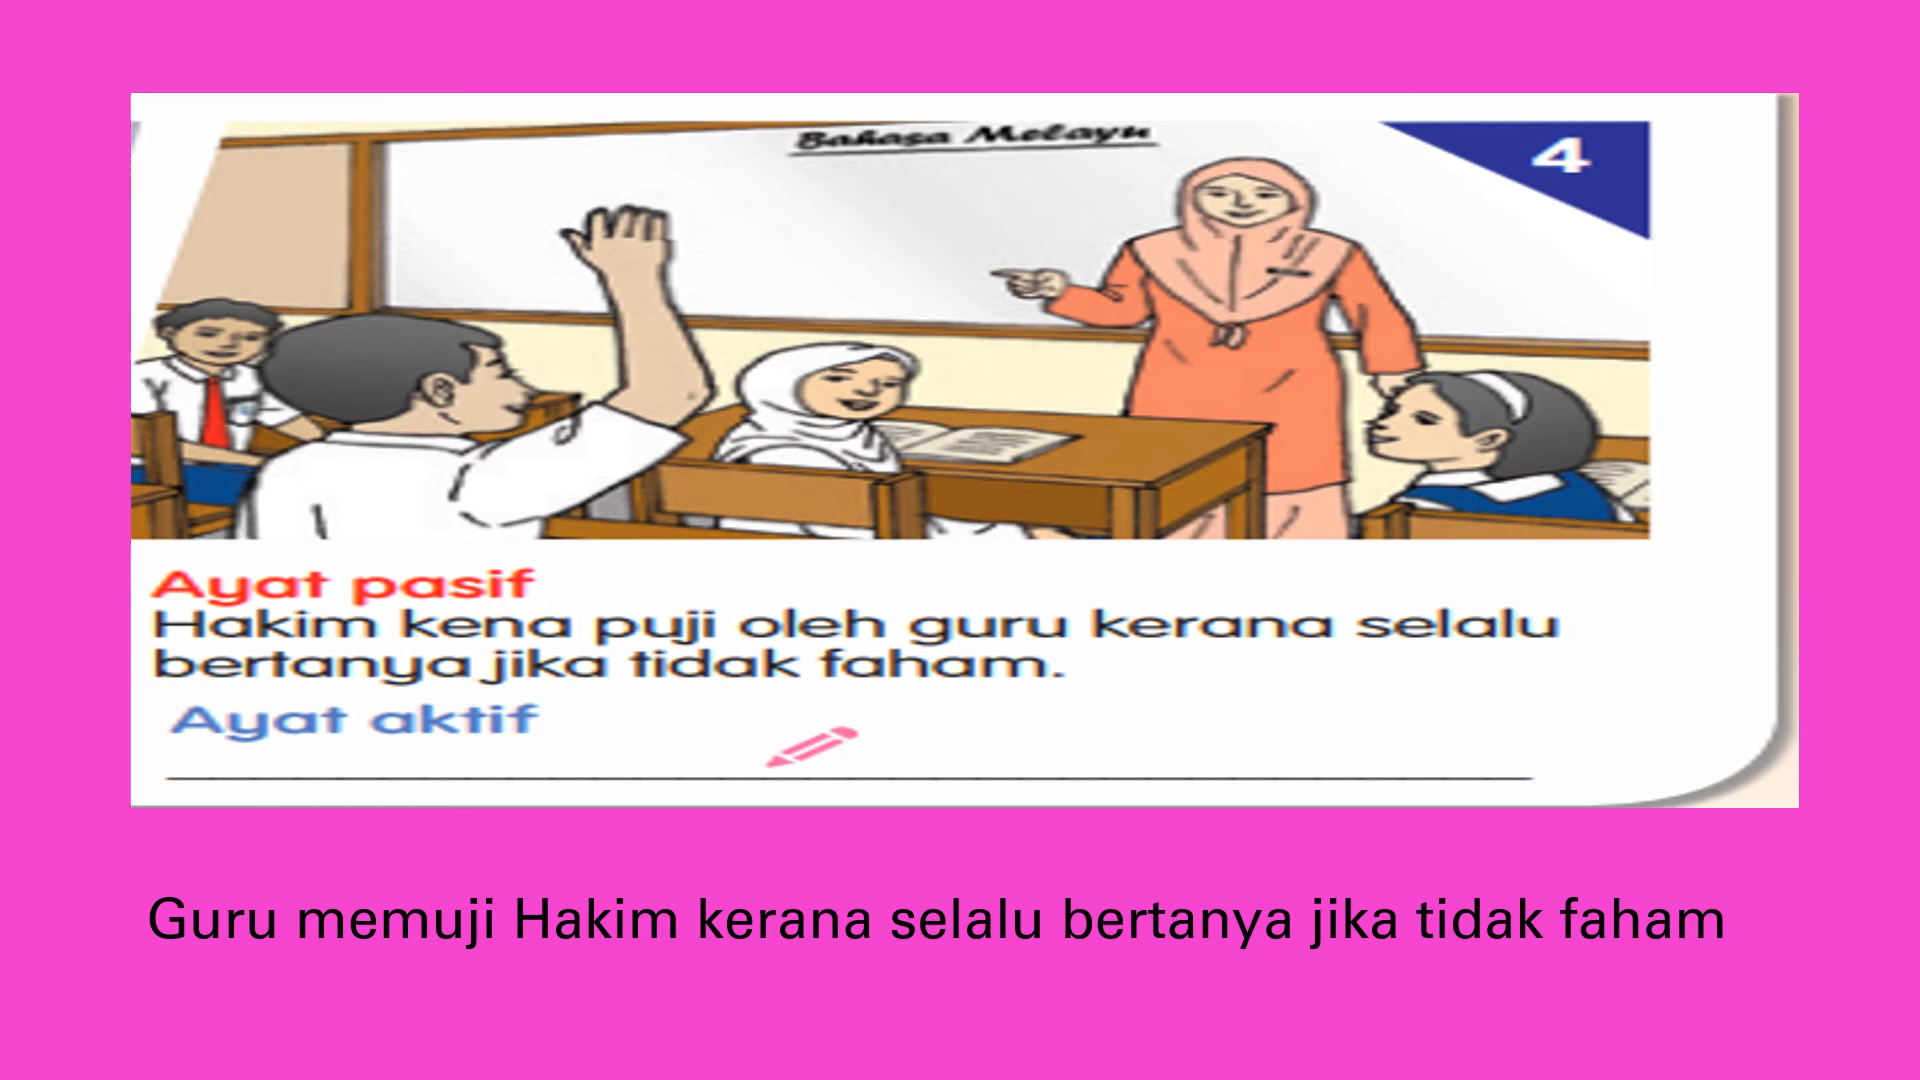 Bahasa Melayu
4
Ayat pasif
Hakim kena puji oleh guru kerana selalu
bertanya jika tidak faham.
Ayat aktif
Guru memuji Hakim kerana selalu bertanya jika tidak faham